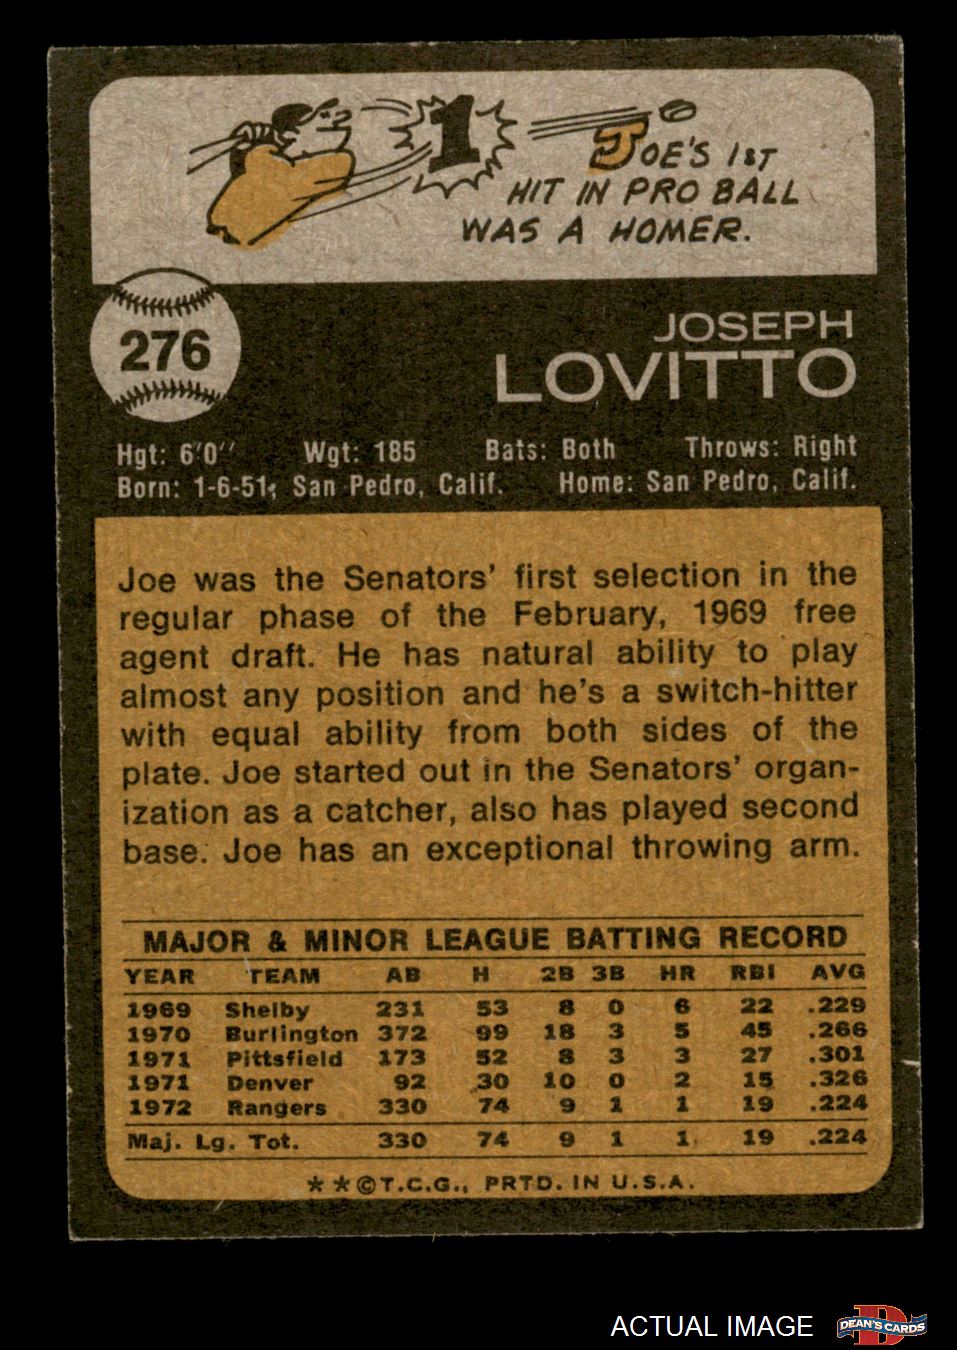 1
JOE'S 1ST
HIT IN PRO BALL
WAS A HOMER.
276
JOSEPH
LOVITTO
Hgt: 6'0'' Wgt: 185 Bats: Both Throws: Right
Born: 1-6-51, San Pedro, Calif. Home: San Pedro, Calif.
Joe was the Senators' first selection in the
regular phase of the February, 1969 free
agent draft. He has natural ability to play
almost any position and he's a switch-hitter
with equal ability from both sides of the
plate. Joe started out in the Senators' organ-
ization as a catcher, also has played second
base. Joe has an exceptional throwing arm.
MAJOR & MINOR LEAGUE BATTING RECORD
YEAR TEAM AB H 2B 3B HR RBI AVG
1969 Shelby 231 53 8 0 6 22 .229
1970 Burlington 372 99 18 3 5 45 .266
1971 Pittsfield 173 52 8 3 3 27 .301
1971 Denver 92 30 10 0 2 15 .326
1972 Rangers 330 74 9 1 1 19 .224
Maj. Lg. Tot. 330 74 9 1 1 19 .224
★★©T.C.G., PRTD. IN U.S.A.
ACTUAL IMAGE
D
DEAN'S CARDS